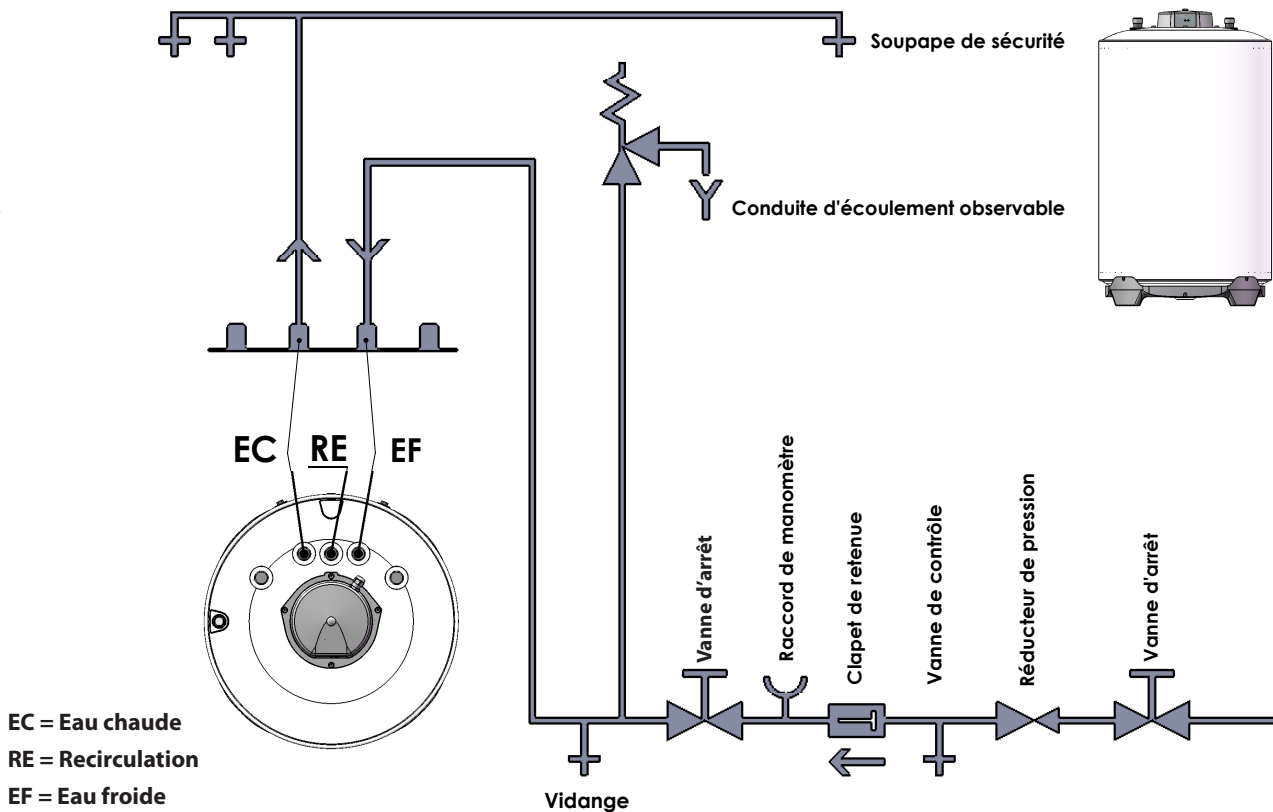 Soupape de sécurité
Conduite d'écoulement observable
EC
RE
EF
Vanne d'arrêt
Raccord de manomètre
Clapet de retenue
Vanne de contrôle
Réducteur de pression
Vanne d'arrêt
EC = Eau chaude
RE = Recirculation
EF = Eau froide
Vidange